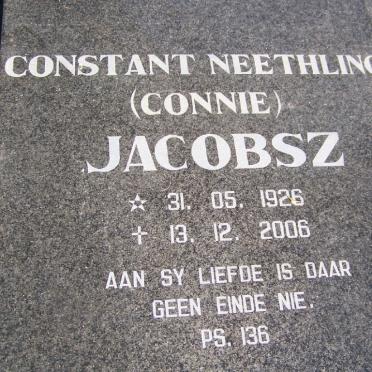 CONSTANT NEETHLING
(CONNIE)
JACOBSZ
☆ 31. 05. 1926
✝ 13. 12. 2006
AAN SY LIEFDE IS DAAR
GEEN EINDE NIE.
PS. 136